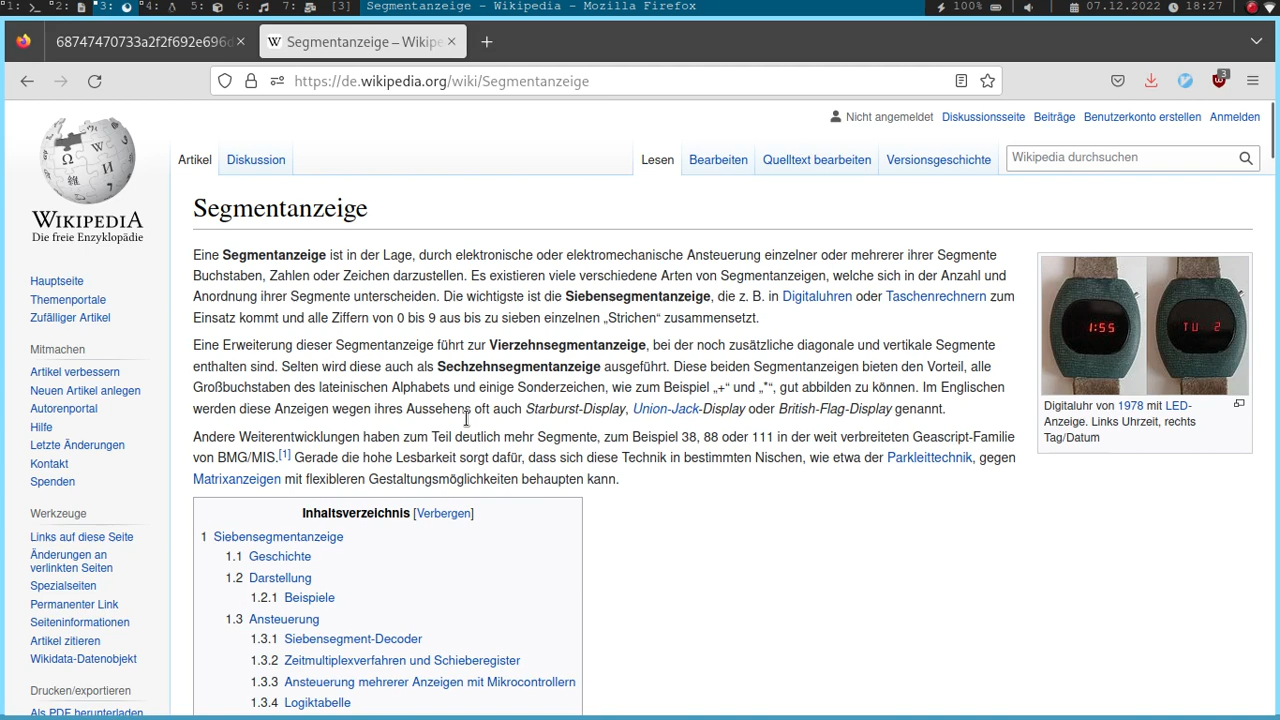 1: 2: 3: 4: 5: 6: 7: [3] Segmentanzeige - Wikipedia - Mozilla Firefox 100% 07.12.2022 18:27
68747470733a2f2f692e696d Segmentanzeige – Wikipe
https://de.wikipedia.org/wiki/Segmentanzeige 3
Nicht angemeldet Diskussionsseite Beiträge Benutzerkonto erstellen Anmelden
Artikel Diskussion Lesen Bearbeiten Quelltext bearbeiten Versionsgeschichte Wikipedia durchsuchen
WIKIPEDIA
Die freie Enzyklopädie
Hauptseite
Themenportale
Zufälliger Artikel
Mitmachen
Artikel verbessern
Neuen Artikel anlegen
Autorenportal
Hilfe
Letzte Änderungen
Kontakt
Spenden
Werkzeuge
Links auf diese Seite
Änderungen an
verlinkten Seiten
Spezialseiten
Permanenter Link
Seiteninformationen
Artikel zitieren
Wikidata-Datenobjekt
Drucken/exportieren
Als PDF herunterladen
Segmentanzeige
Eine Segmentanzeige ist in der Lage, durch elektronische oder elektromechanische Ansteuerung einzelner oder mehrerer ihrer Segmente
Buchstaben, Zahlen oder Zeichen darzustellen. Es existieren viele verschiedene Arten von Segmentanzeigen, welche sich in der Anzahl und
Anordnung ihrer Segmente unterscheiden. Die wichtigste ist die Siebensegmentanzeige, die z. B. in Digitaluhren oder Taschenrechnern zum
Einsatz kommt und alle Ziffern von 0 bis 9 aus bis zu sieben einzelnen „Strichen“ zusammensetzt.
Eine Erweiterung dieser Segmentanzeige führt zur Vierzehnsegmentanzeige, bei der noch zusätzliche diagonale und vertikale Segmente
enthalten sind. Selten wird diese auch als Sechzehnsegmentanzeige ausgeführt. Diese beiden Segmentanzeigen bieten den Vorteil, alle
Großbuchstaben des lateinischen Alphabets und einige Sonderzeichen, wie zum Beispiel „+“ und „*“, gut abbilden zu können. Im Englischen
werden diese Anzeigen wegen ihres Aussehens oft auch Starburst-Display, Union-Jack-Display oder British-Flag-Display genannt.
Andere Weiterentwicklungen haben zum Teil deutlich mehr Segmente, zum Beispiel 38, 88 oder 111 in der weit verbreiteten Geascript-Familie
von BMG/MIS.[1] Gerade die hohe Lesbarkeit sorgt dafür, dass sich diese Technik in bestimmten Nischen, wie etwa der Parkleittechnik, gegen
Matrixanzeigen mit flexibleren Gestaltungsmöglichkeiten behaupten kann.
1:55 TU 2
Digitaluhr von 1978 mit LED-
Anzeige. Links Uhrzeit, rechts
Tag/Datum
Inhaltsverzeichnis [Verbergen]
1 Siebensegmentanzeige
1.1 Geschichte
1.2 Darstellung
1.2.1 Beispiele
1.3 Ansteuerung
1.3.1 Siebensegment-Decoder
1.3.2 Zeitmultiplexverfahren und Schieberegister
1.3.3 Ansteuerung mehrerer Anzeigen mit Mikrocontrollern
1.3.4 Logiktabelle